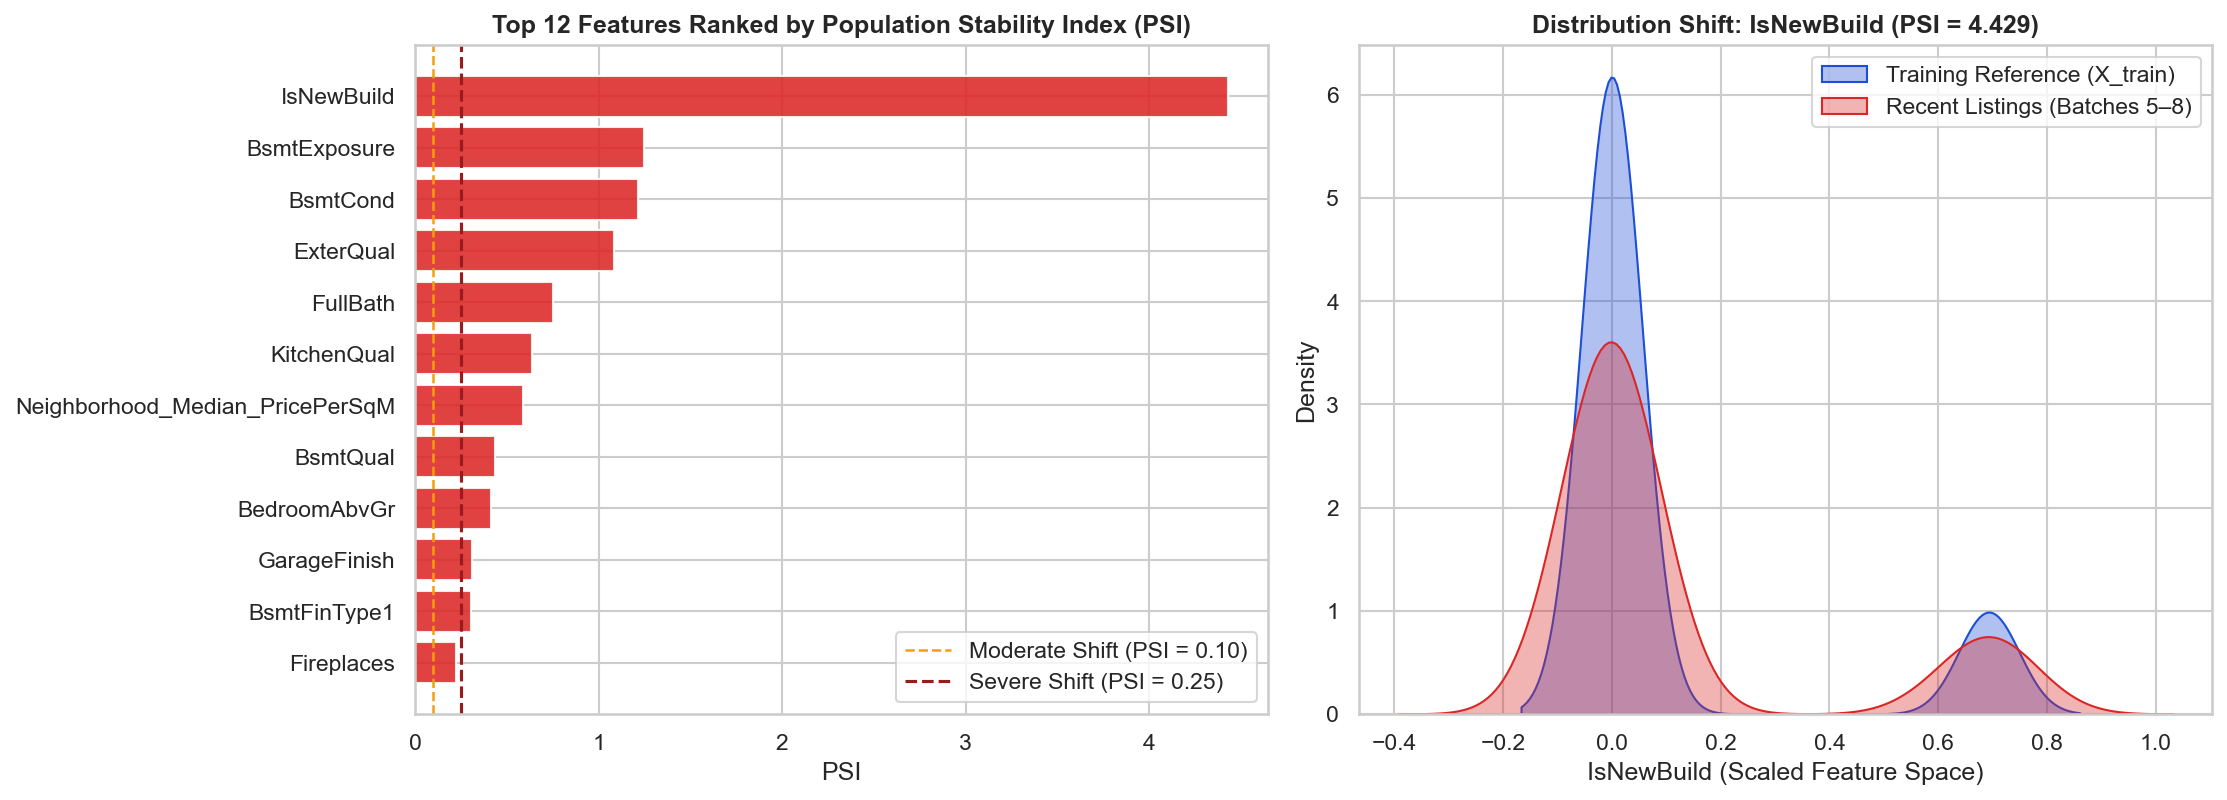 Top 12 Features Ranked by Population Stability Index (PSI)
IsNewBuild
BsmtExposure
BsmtCond
ExterQual
FullBath
KitchenQual
Neighborhood_Median_PricePerSqM
BsmtQual
BedroomAbvGr
GarageFinish
BsmtFinType1
Fireplaces
Moderate Shift (PSI = 0.10)
Severe Shift (PSI = 0.25)
0 1 2 3 4
PSI
Distribution Shift: IsNewBuild (PSI = 4.429)
Training Reference (X_train)
Recent Listings (Batches 5–8)
6
5
4
3
2
1
0
Density
−0.4 −0.2 0.0 0.2 0.4 0.6 0.8 1.0
IsNewBuild (Scaled Feature Space)